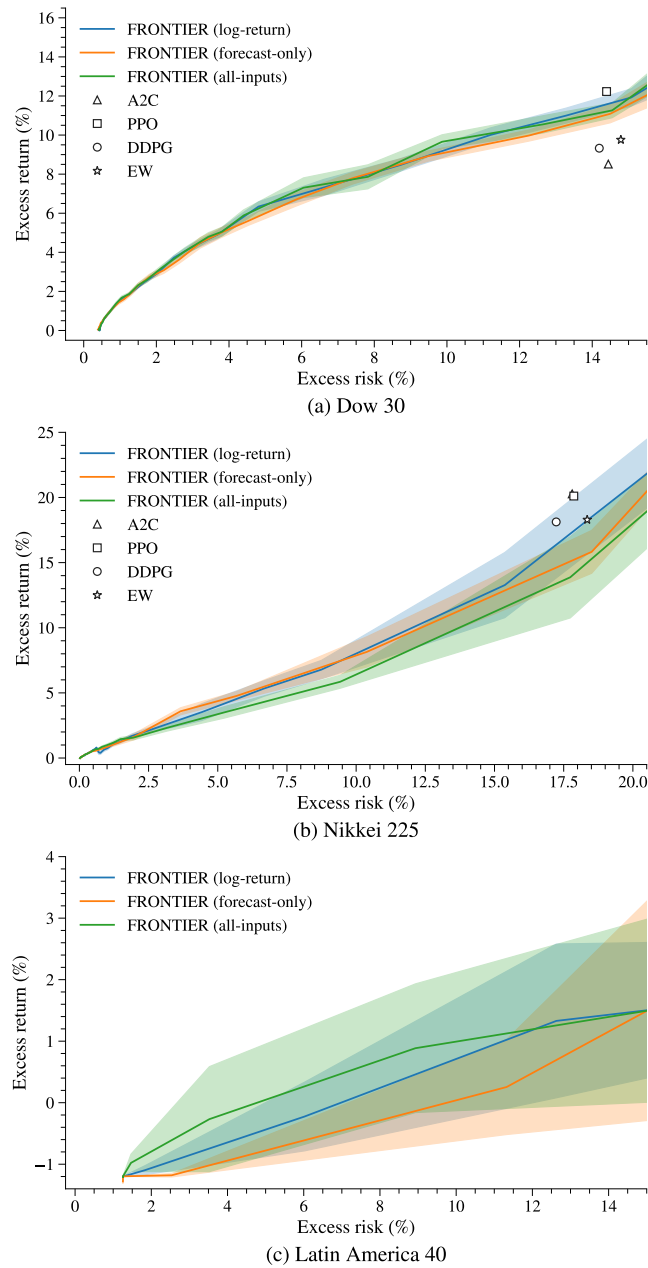 16
14
12
10
8
6
4
2
0
Excess return (%)
FRONTIER (log-return)
FRONTIER (forecast-only)
FRONTIER (all-inputs)
A2C
PPO
DDPG
EW
0 2 4 6 8 10 12 14
Excess risk (%)
(a) Dow 30
25
20
15
10
5
0
Excess return (%)
FRONTIER (log-return)
FRONTIER (forecast-only)
FRONTIER (all-inputs)
A2C
PPO
DDPG
EW
0.0 2.5 5.0 7.5 10.0 12.5 15.0 17.5 20.0
Excess risk (%)
(b) Nikkei 225
4
3
2
1
0
−1
Excess return (%)
FRONTIER (log-return)
FRONTIER (forecast-only)
FRONTIER (all-inputs)
2 4 6 8 10 12 14
Excess risk (%)
(c) Latin America 40